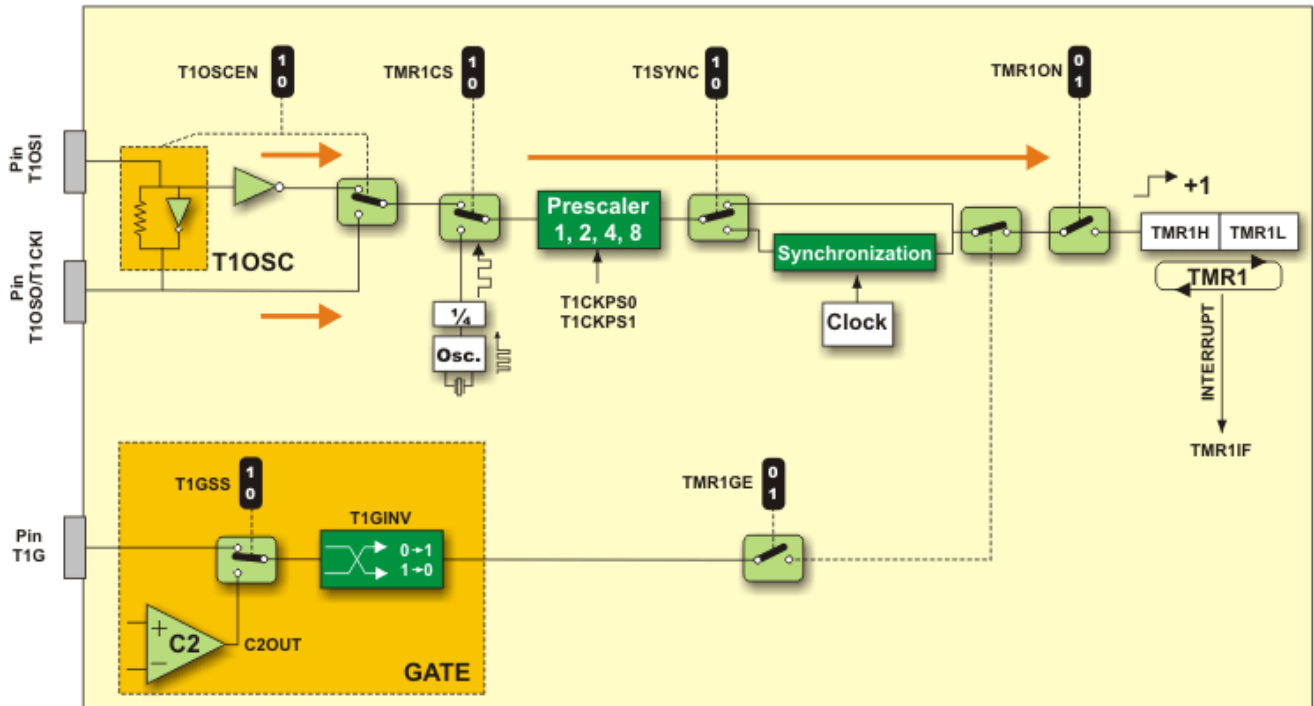 T1OSCEN
1
0
TMR1CS
1
0
T1SYNC
1
0
TMR1ON
0
1
Pin
T1OSI
T1OSC
Pin
T1OSO/T1CKI
Prescaler
1, 2, 4, 8
T1CKPS0
T1CKPS1
¼
Osc.
Synchronization
Clock
+1
TMR1H
TMR1L
TMR1
INTERRUPT
TMR1IF
T1GSS
1
0
TMR1GE
0
1
Pin
T1G
T1GINV
0→1
1→0
+
C2
−
C2OUT
GATE